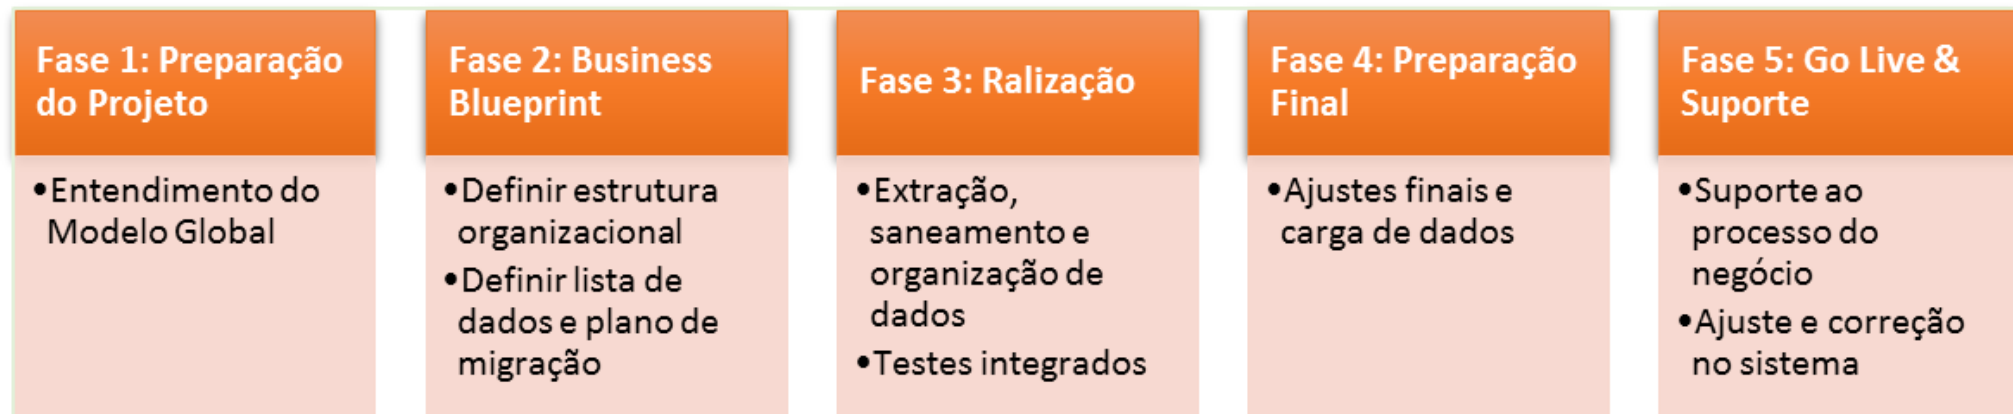 Fase 1: Preparação
do Projeto
•Entendimento do
Modelo Global
Fase 2: Business
Blueprint
•Definir estrutura
organizacional
•Definir lista de
dados e plano de
migração
Fase 3: Ralização
•Extração,
saneamento e
organização de
dados
•Testes integrados
Fase 4: Preparação
Final
•Ajustes finais e
carga de dados
Fase 5: Go Live &
Suporte
•Suporte ao
processo do
negócio
•Ajuste e correção
no sistema